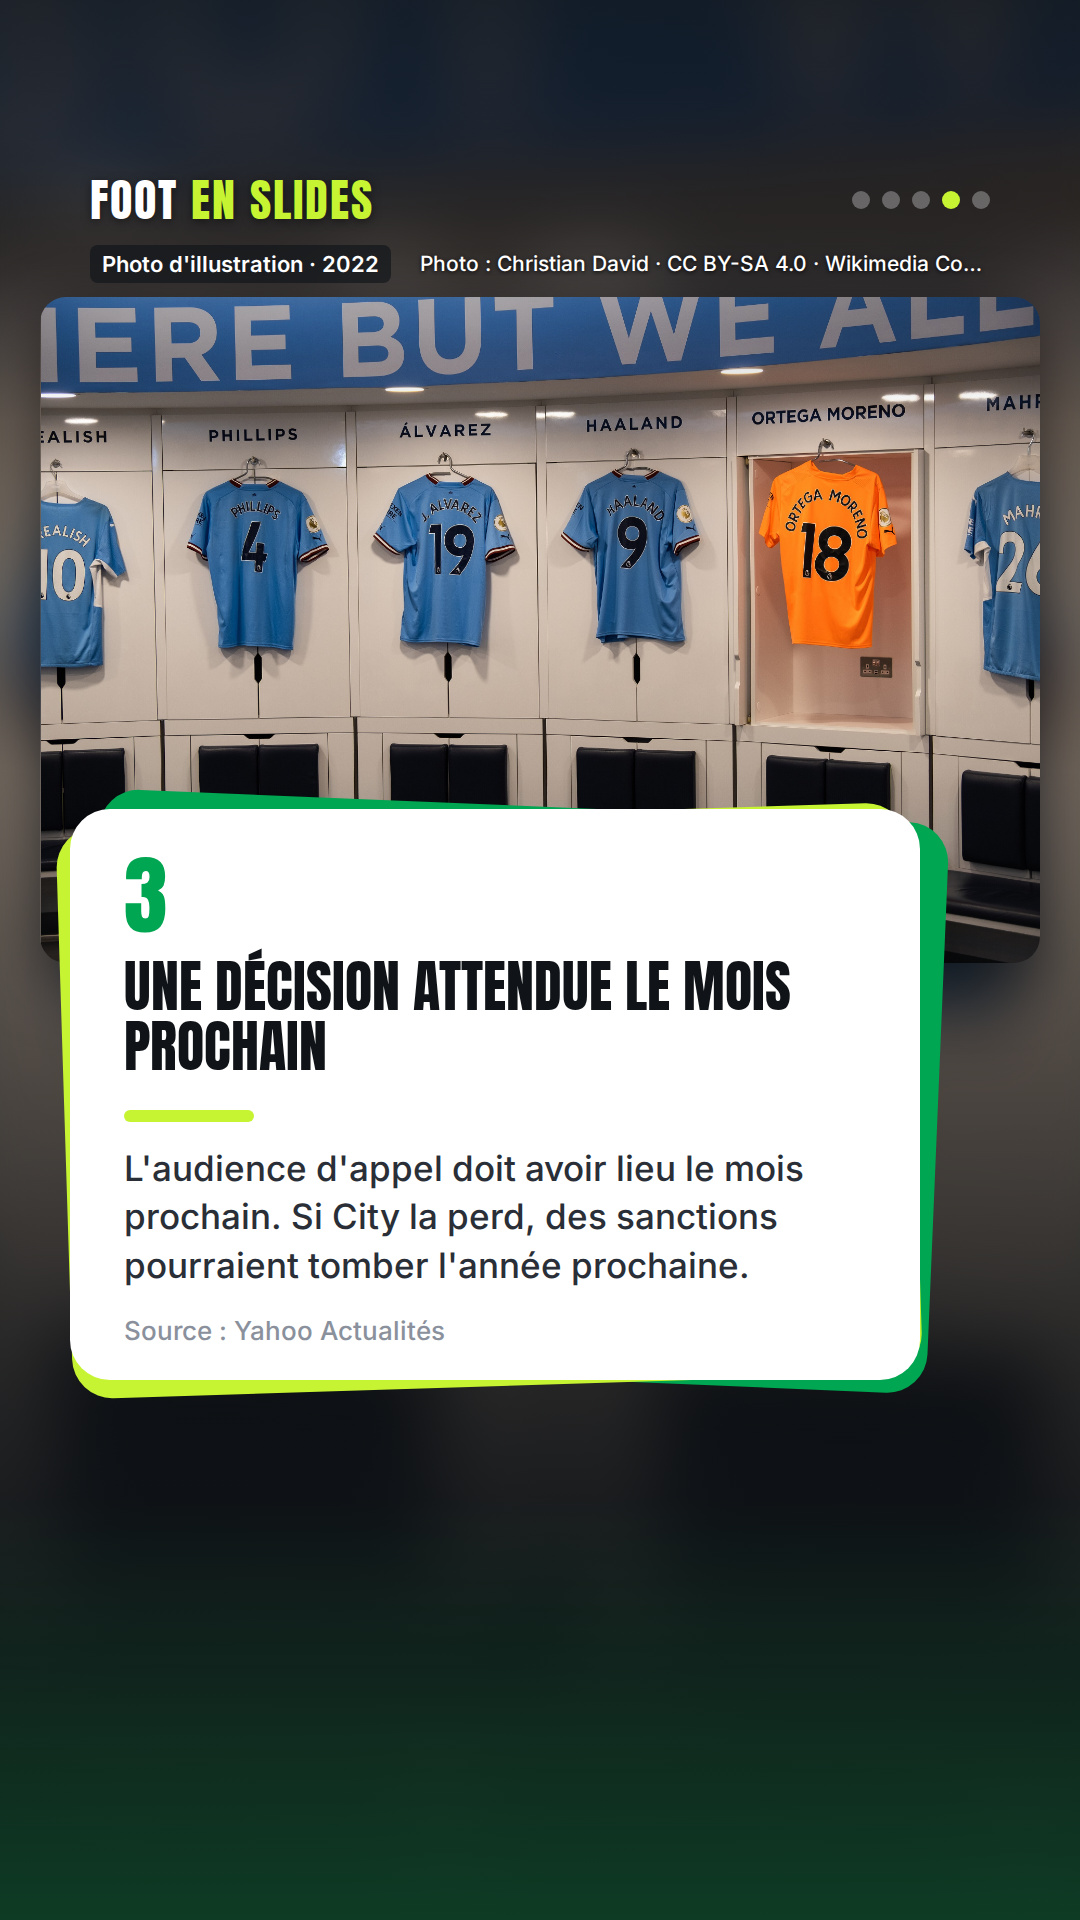 FOOT EN SLIDES
Photo d'illustration · 2022
Photo : Christian David · CC BY-SA 4.0 · Wikimedia Co...
HERE BUT WE ALL
EALISH
PHILLIPS
ÁLVAREZ
HAALAND
ORTEGA MORENO
MAHR
EALISH
10
PHILLIPS
4
J.ALVAREZ
19
HAALAND
9
ORTEGA MORENO
18
MAHR
26
3
UNE DÉCISION ATTENDUE LE MOIS
PROCHAIN
L'audience d'appel doit avoir lieu le mois
prochain. Si City la perd, des sanctions
pourraient tomber l'année prochaine.
Source : Yahoo Actualités